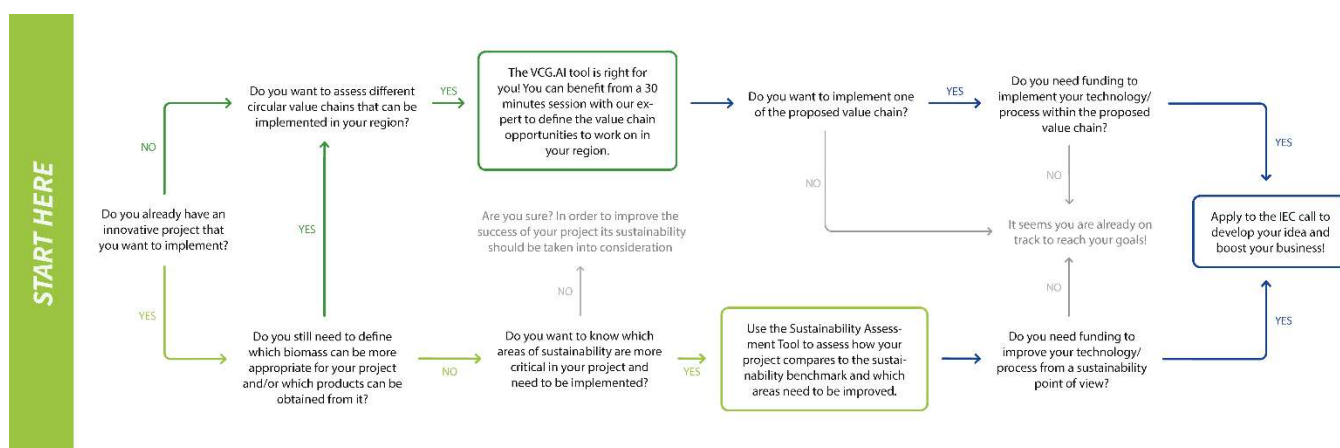 START HERE
Do you already have an
innovative project that
you want to implement?
NO
YES
Do you want to assess different
circular value chains that can be
implemented in your region?
YES
The VCG.AI tool is right for
you! You can benefit from a 30
minutes session with our ex-
pert to define the value chain
opportunities to work on in
your region.
Do you want to implement one
of the proposed value chain?
YES
NO
Do you need funding to
implement your technology/
process within the proposed
value chain?
YES
NO
It seems you are already on
track to reach your goals!
Apply to the IEC call to
develop your idea and
boost your business!
YES
Are you sure? In order to improve the
success of your project its sustainability
should be taken into consideration
NO
Do you still need to define
which biomass can be more
appropriate for your project
and/or which products can be
obtained from it?
NO
Do you want to know which
areas of sustainability are more
critical in your project and
need to be implemented?
YES
Use the Sustainability Assess-
ment Tool to assess how your
project compares to the sustai-
nability benchmark and which
areas need to be improved.
NO
Do you need funding to
improve your technology/
process from a sustainability
point of view?
YES